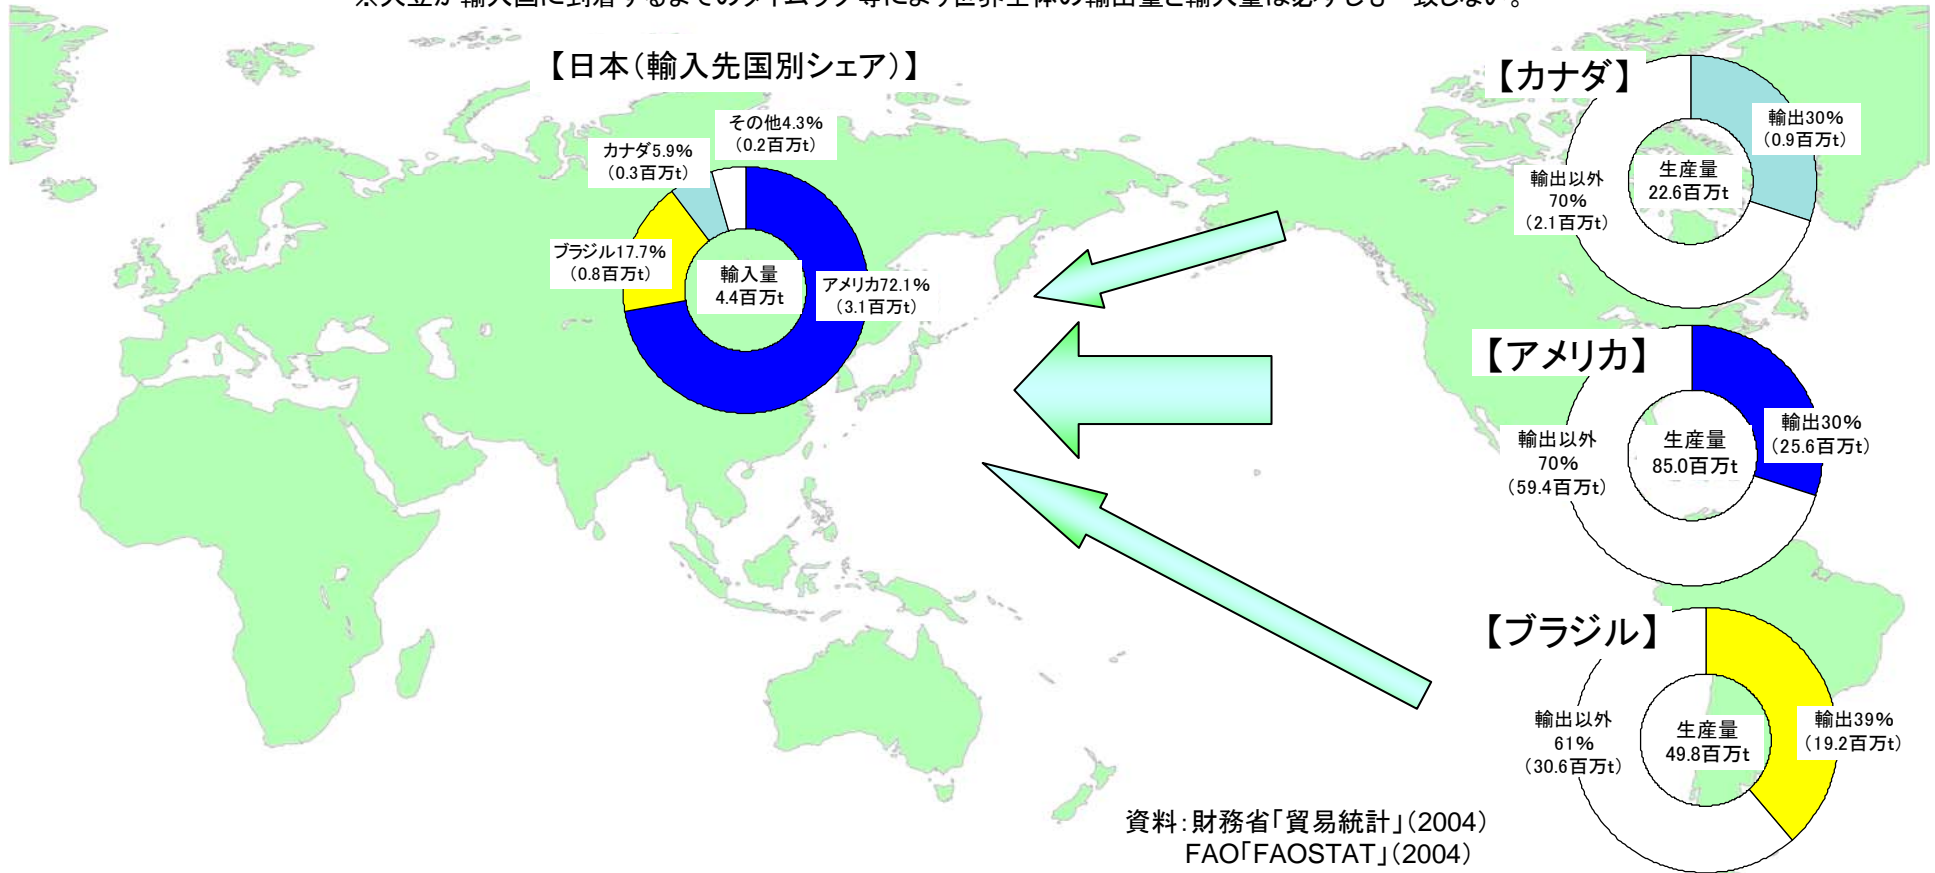 【日本(輸入先国別シェア)】
その他4.3%
(0.2百万t)
カナダ5.9%
(0.3百万t)
ブラジル17.7%
(0.8百万t)
輸入量
4.4百万t
アメリカ72.1%
(3.1百万t)
【カナダ】
輸出30%
(0.9百万t)
生産量
22.6百万t
輸出以外
70%
(2.1百万t)
【アメリカ】
輸出30%
(25.6百万t)
生産量
85.0百万t
輸出以外
70%
(59.4百万t)
【ブラジル】
輸出39%
(19.2百万t)
生産量
49.8百万t
輸出以外
61%
(30.6百万t)
資料:財務省「貿易統計」(2004)
FAO「FAOSTAT」(2004)